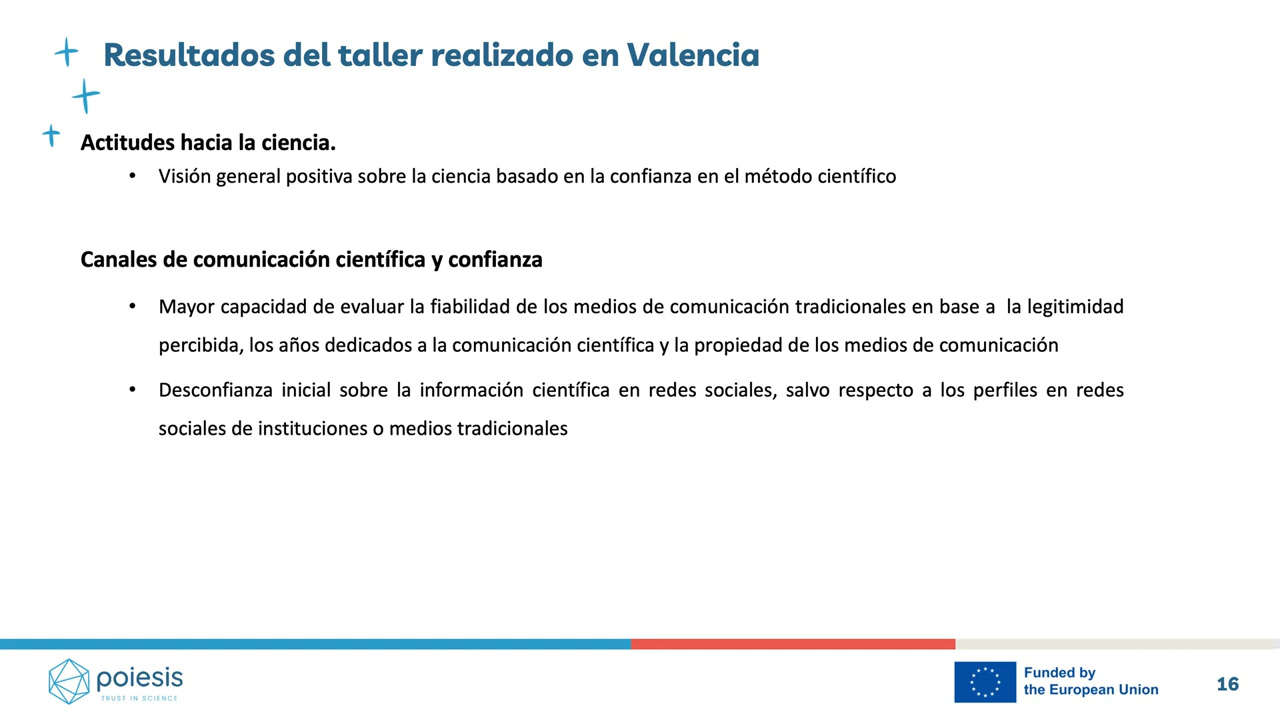 Resultados del taller realizado en Valencia
Actitudes hacia la ciencia.
• Visión general positiva sobre la ciencia basado en la confianza en el método científico
Canales de comunicación científica y confianza
• Mayor capacidad de evaluar la fiabilidad de los medios de comunicación tradicionales en base a la legitimidad
percibida, los años dedicados a la comunicación científica y la propiedad de los medios de comunicación
• Desconfianza inicial sobre la información científica en redes sociales, salvo respecto a los perfiles en redes
sociales de instituciones o medios tradicionales
poiesis
TRUST IN SCIENCE
Funded by
the European Union
16